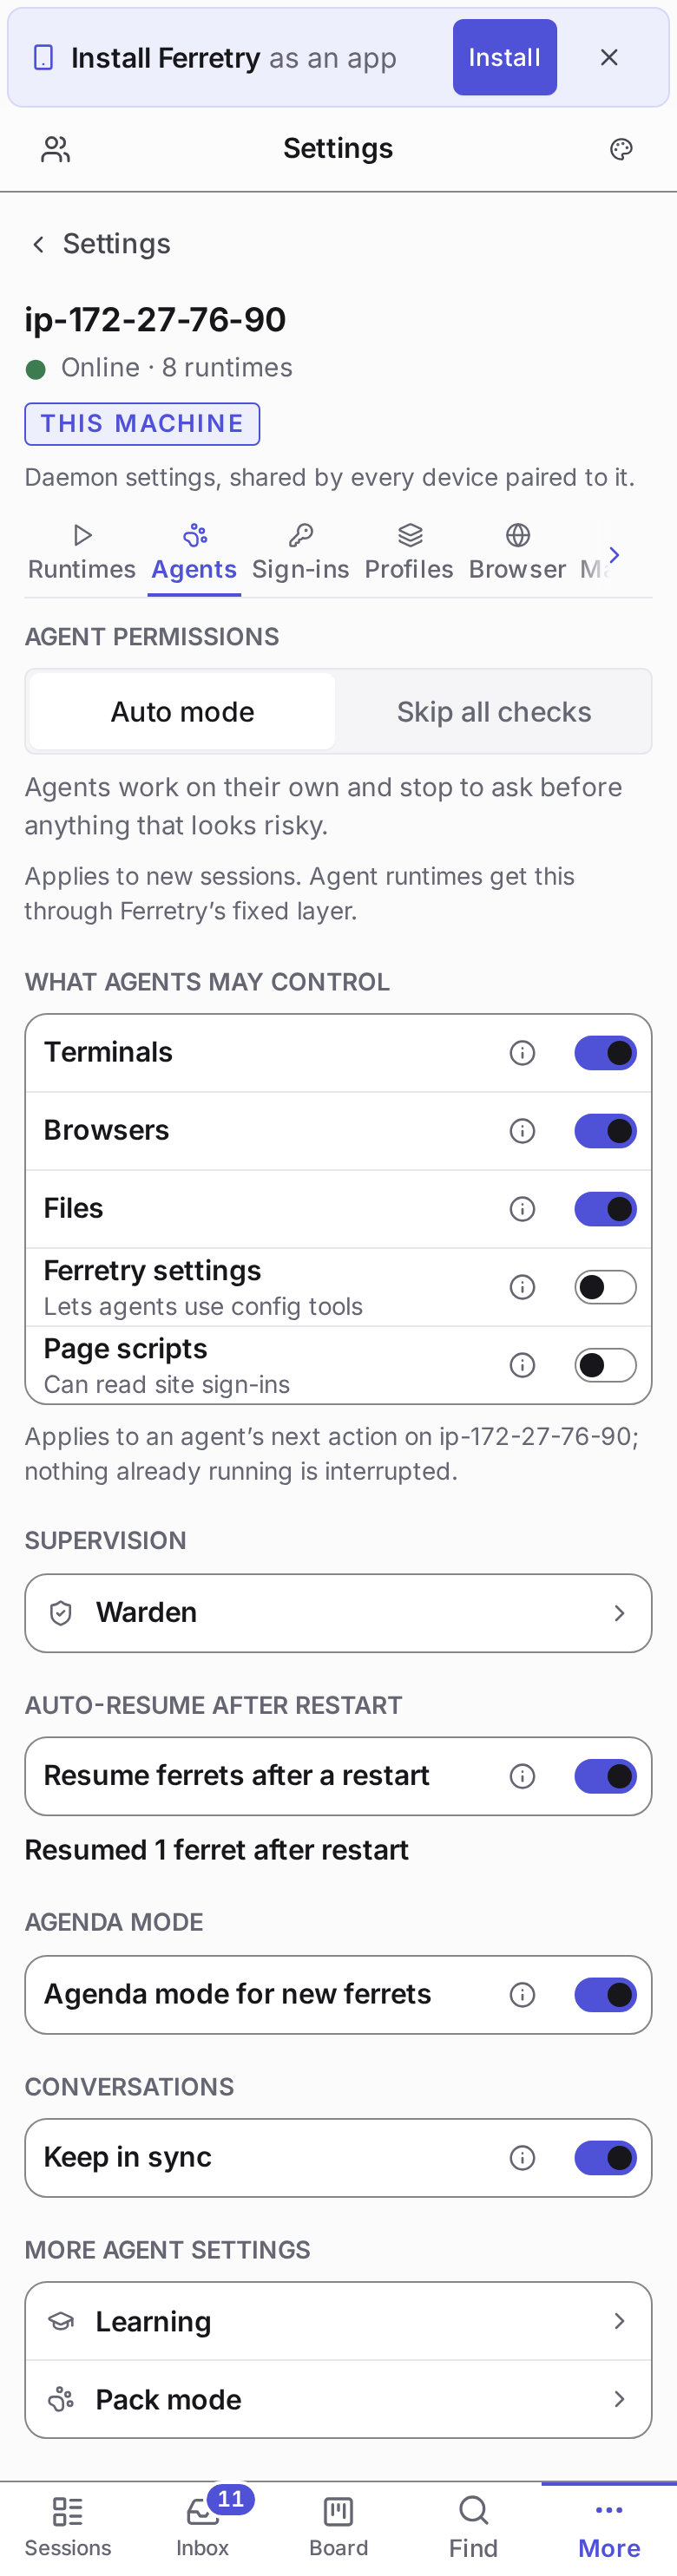 Install Ferretry as an app
Install
Settings
Settings
ip-172-27-76-90
Online · 8 runtimes
THIS MACHINE
Daemon settings, shared by every device paired to it.
Runtimes Agents Sign-ins Profiles Browser
AGENT PERMISSIONS
Auto mode
Skip all checks
Agents work on their own and stop to ask before
anything that looks risky.
Applies to new sessions. Agent runtimes get this
through Ferretry’s fixed layer.
WHAT AGENTS MAY CONTROL
Terminals
Browsers
Files
Ferretry settings
Lets agents use config tools
Page scripts
Can read site sign-ins
Applies to an agent’s next action on ip-172-27-76-90;
nothing already running is interrupted.
SUPERVISION
Warden
AUTO-RESUME AFTER RESTART
Resume ferrets after a restart
Resumed 1 ferret after restart
AGENDA MODE
Agenda mode for new ferrets
CONVERSATIONS
Keep in sync
MORE AGENT SETTINGS
Learning
Pack mode
11
Sessions Inbox Board Find More